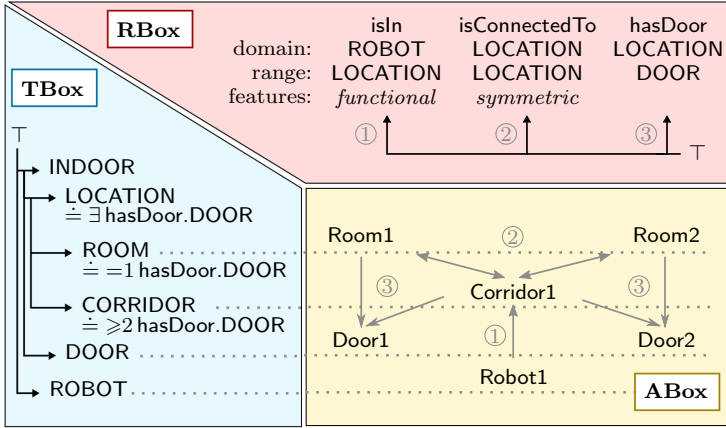 RBox
isIn isConnectedTo hasDoor
domain: ROBOT LOCATION LOCATION
range: LOCATION LOCATION DOOR
features: functional symmetric
① ② ③
⊤
TBox
⊤
INDOOR
LOCATION
≐ ∃ hasDoor.DOOR
ROOM
≐ =1 hasDoor.DOOR
CORRIDOR
≐ ⩾2 hasDoor.DOOR
DOOR
ROBOT
Room1 ② Room2
③ Corridor1 ③
Door1 ① Door2
Robot1
ABox